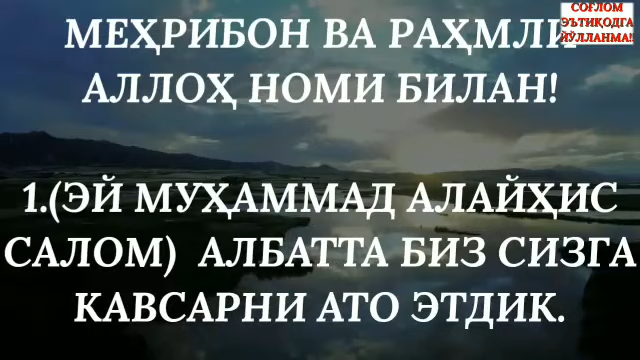 МЕҲРИБОН ВА РАҲМЛИ
АЛЛОҲ НОМИ БИЛАН!
1.(ЭЙ МУҲАММАД АЛАЙҲИС
САЛОМ) АЛБАТТА БИЗ СИЗГА
КАВСАРНИ АТО ЭТДИК.
СОҒЛОМ
ЭЪТИҚОДГА
ЙЎЛЛАНМА!